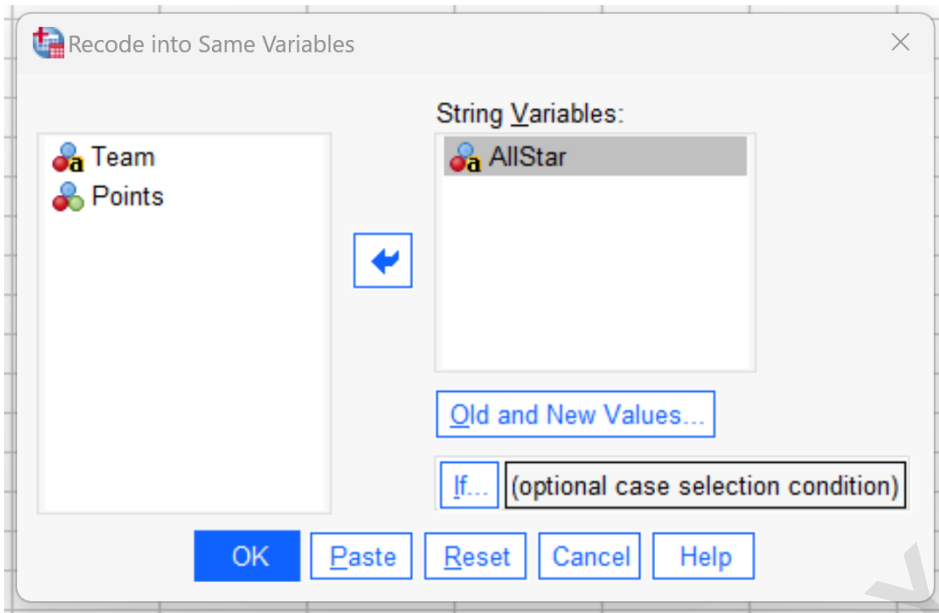 Recode into Same Variables
String Variables:
Team
Points
AllStar
Old and New Values...
If... (optional case selection condition)
OK Paste Reset Cancel Help